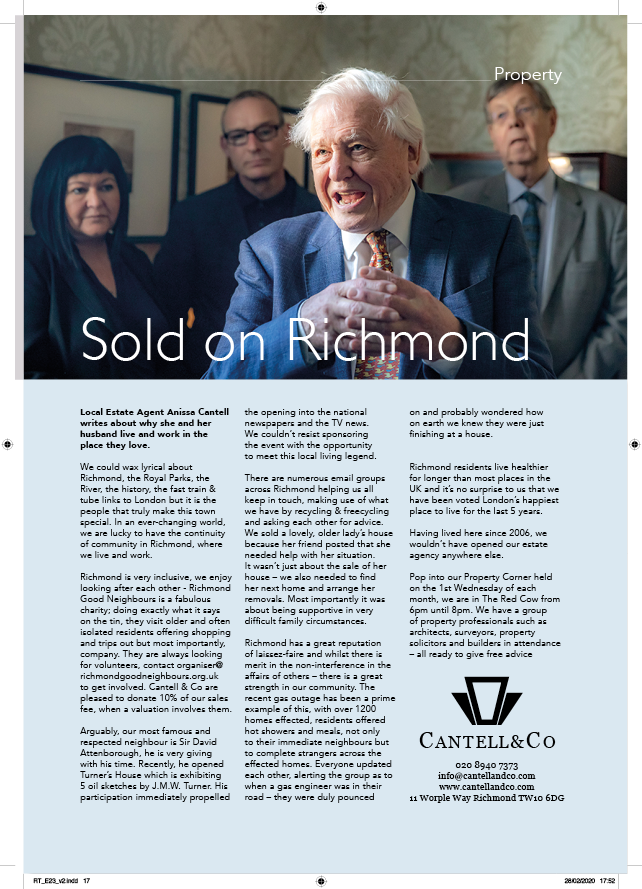 Property
Sold on Richmond
Local Estate Agent Anissa Cantell
writes about why she and her
husband live and work in the
place they love.
We could wax lyrical about
Richmond, the Royal Parks, the
River, the history, the fast train &
tube links to London but it is the
people that truly make this town
special. In an ever-changing world,
we are lucky to have the continuity
of community in Richmond, where
we live and work.
Richmond is very inclusive, we enjoy
looking after each other - Richmond
Good Neighbours is a fabulous
charity; doing exactly what it says
on the tin, they visit older and often
isolated residents offering shopping
and trips out but most importantly,
company. They are always looking
for volunteers, contact organiser@
richmondgoodneighbours.org.uk
to get involved. Cantell & Co are
pleased to donate 10% of our sales
fee, when a valuation involves them.
Arguably, our most famous and
respected neighbour is Sir David
Attenborough, he is very giving
with his time. Recently, he opened
Turner's House which is exhibiting
5 oil sketches by J.M.W. Turner. His
participation immediately propelled
the opening into the national
newspapers and the TV news.
We couldn't resist sponsoring
the event with the opportunity
to meet this local living legend.
There are numerous email groups
across Richmond helping us all
keep in touch, making use of what
we have by recycling & freecycling
and asking each other for advice.
We sold a lovely, older lady's house
because her friend posted that she
needed help with her situation.
It wasn't just about the sale of her
house – we also needed to find
her next home and arrange her
removals. Most importantly it was
about being supportive in very
difficult family circumstances.
Richmond has a great reputation
of laissez-faire and whilst there is
merit in the non-interference in the
affairs of others – there is a great
strength in our community. The
recent gas outage has been a prime
example of this, with over 1200
homes effected, residents offered
hot showers and meals, not only
to their immediate neighbours but
to complete strangers across the
effected homes. Everyone updated
each other, alerting the group as to
when a gas engineer was in their
road – they were duly pounced
on and probably wondered how
on earth we knew they were just
finishing at a house.
Richmond residents live healthier
for longer than most places in the
UK and it's no surprise to us that we
have been voted London's happiest
place to live for the last 5 years.
Having lived here since 2006, we
wouldn't have opened our estate
agency anywhere else.
Pop into our Property Corner held
on the 1st Wednesday of each
month, we are in The Red Cow from
6pm until 8pm. We have a group
of property professionals such as
architects, surveyors, property
solicitors and builders in attendance
– all ready to give free advice
CANTELL&CO
020 8940 7373
info@cantellandco.com
www.cantellandco.com
11 Worple Way Richmond TW10 6DG
RT_E23_v2.indd 17
28/02/2020 17:52